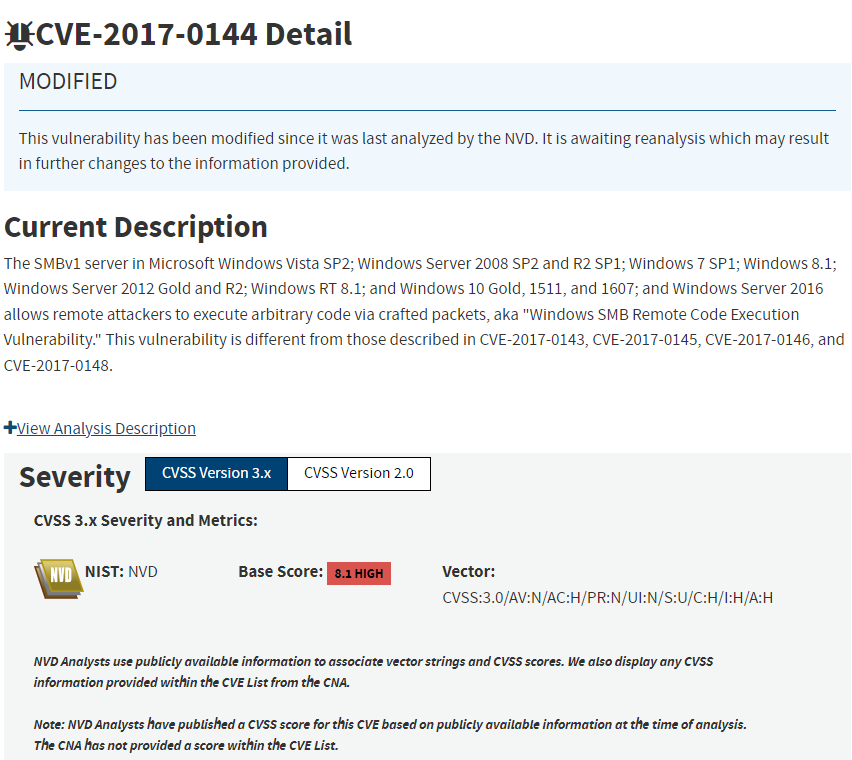 CVE-2017-0144 Detail
MODIFIED
This vulnerability has been modified since it was last analyzed by the NVD. It is awaiting reanalysis which may result
in further changes to the information provided.
Current Description
The SMBv1 server in Microsoft Windows Vista SP2; Windows Server 2008 SP2 and R2 SP1; Windows 7 SP1; Windows 8.1;
Windows Server 2012 Gold and R2; Windows RT 8.1; and Windows 10 Gold, 1511, and 1607; and Windows Server 2016
allows remote attackers to execute arbitrary code via crafted packets, aka "Windows SMB Remote Code Execution
Vulnerability." This vulnerability is different from those described in CVE-2017-0143, CVE-2017-0145, CVE-2017-0146, and
CVE-2017-0148.
View Analysis Description
Severity CVSS Version 3.x CVSS Version 2.0
CVSS 3.x Severity and Metrics:
NVD NIST: NVD Base Score: 8.1 HIGH Vector:
CVSS:3.0/AV:N/AC:H/PR:N/UI:N/S:U/C:H/I:H/A:H
NVD Analysts use publicly available information to associate vector strings and CVSS scores. We also display any CVSS
information provided within the CVE List from the CNA.
Note: NVD Analysts have published a CVSS score for this CVE based on publicly available information at the time of analysis.
The CNA has not provided a score within the CVE List.